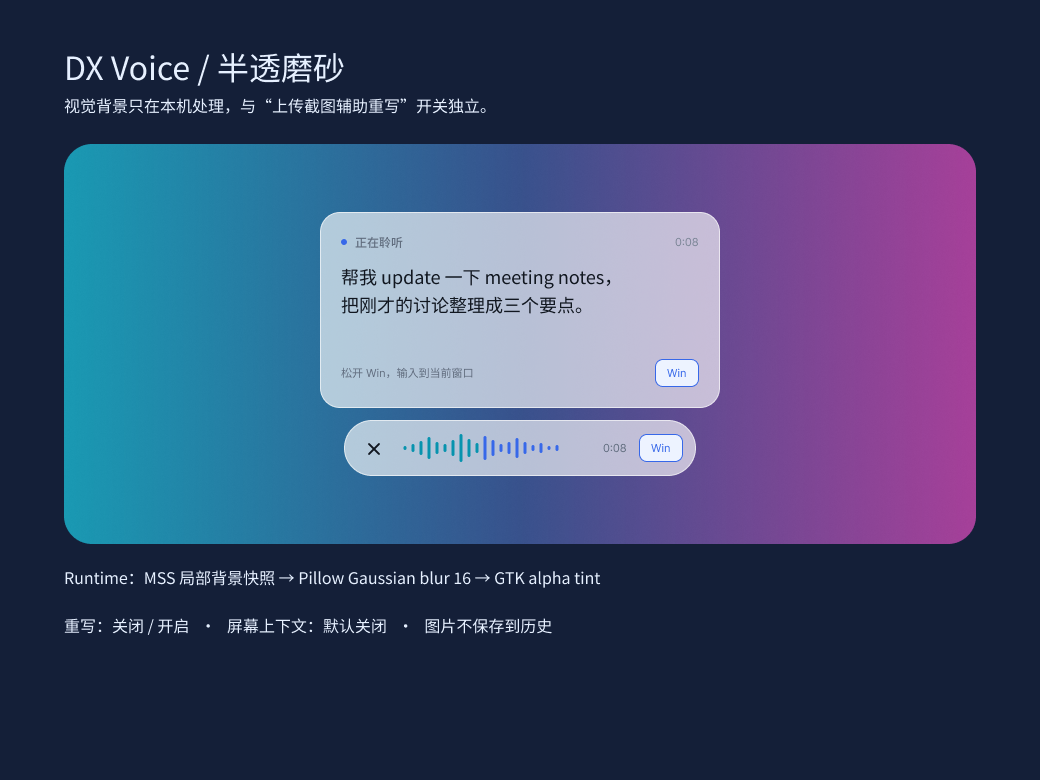 DX Voice / 半透磨砂
视觉背景只在本机处理，与“上传截图辅助重写”开关独立。
正在聆听 0:08
帮我 update 一下 meeting notes，
把刚才的讨论整理成三个要点。
松开 Win，输入到当前窗口 Win
× 0:08 Win
Runtime：MSS 局部背景快照 → Pillow Gaussian blur 16 → GTK alpha tint
重写：关闭 / 开启 · 屏幕上下文：默认关闭 · 图片不保存到历史